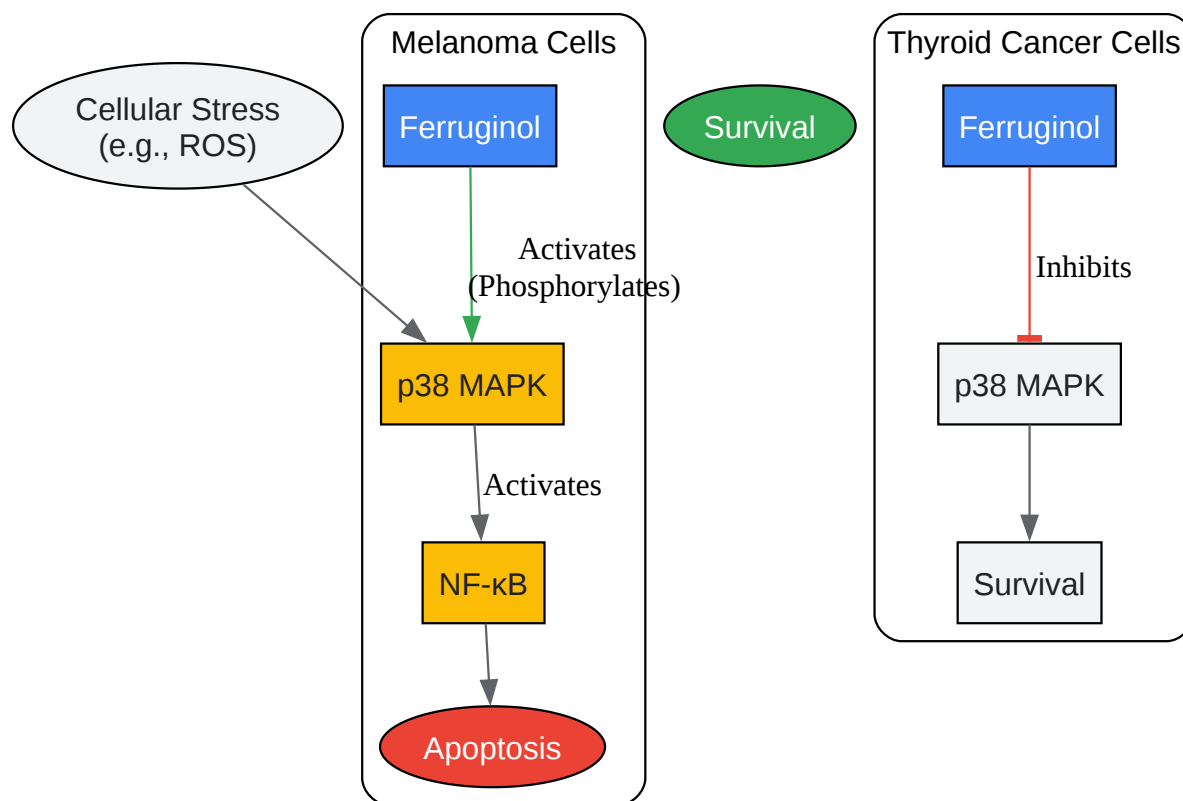 Melanoma Cells
Thyroid Cancer Cells
Cellular Stress
(e.g., ROS)
Ferruginol
Survival
Ferruginol
Activates
(Phosphorylates)
Inhibits
p38 MAPK
p38 MAPK
Activates
NF-κB
Survival
Apoptosis